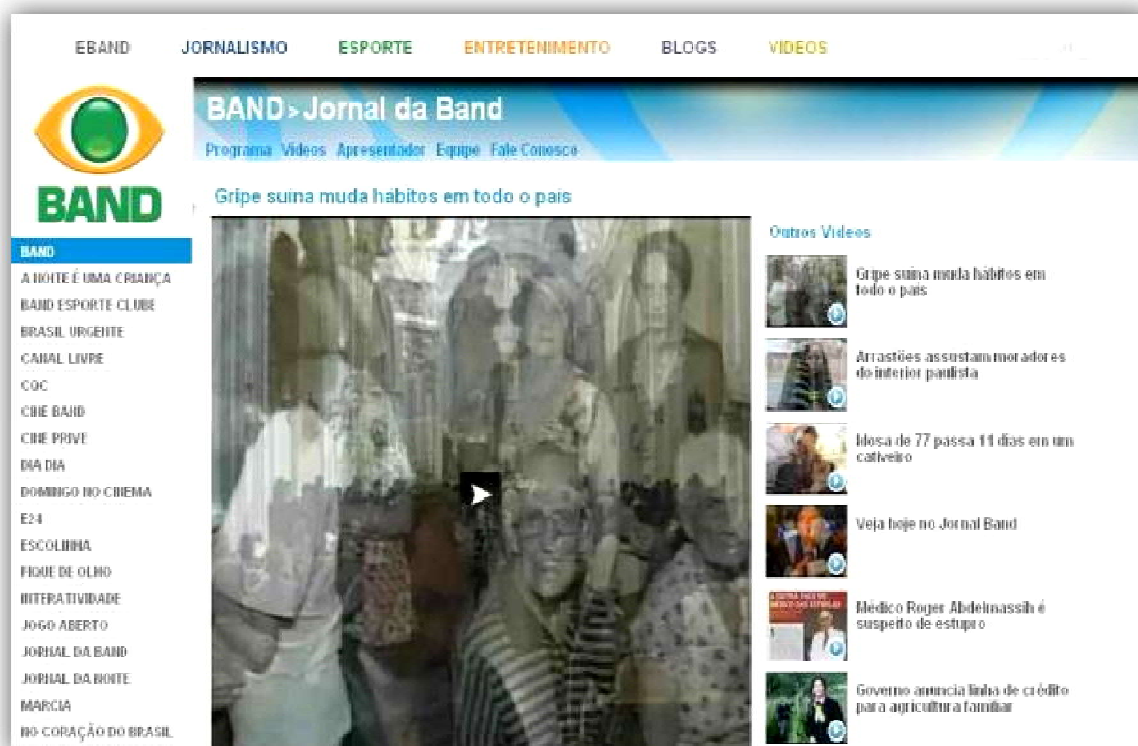 EBAND JORNALISMO ESPORTE ENTRETENIMENTO BLOGS VIDEOS
BAND>Jornal da Band
Programa Videos Apresentador Equipe Fale Conosco
BAND
Gripe suína muda hábitos em todo o país
BAND
A NOITE É UMA CRIANÇA
BAND ESPORTE CLUBE
BRASIL URGENTE
CANAL LIVRE
CQC
CINE BAND
CINE PRIVE
DIA DIA
DOMINGO NO CINEMA
E24
ESCOLINHA
FIQUE DE OLHO
INTERATIVIDADE
JOGO ABERTO
JORNAL DA BAND
JORNAL DA NOITE
MARCIA
NO CORAÇÃO DO BRASIL
Outros Videos
Gripe suína muda hábitos em
todo o país
Arrastões assustam moradores
do interior paulista
Idosa de 77 passa 11 dias em um
cativeiro
Veja hoje no Jornal Band
Médico Roger Abdelmassih é
suspeito de estupro
Governo anuncia linha de crédito
para agricultura familiar